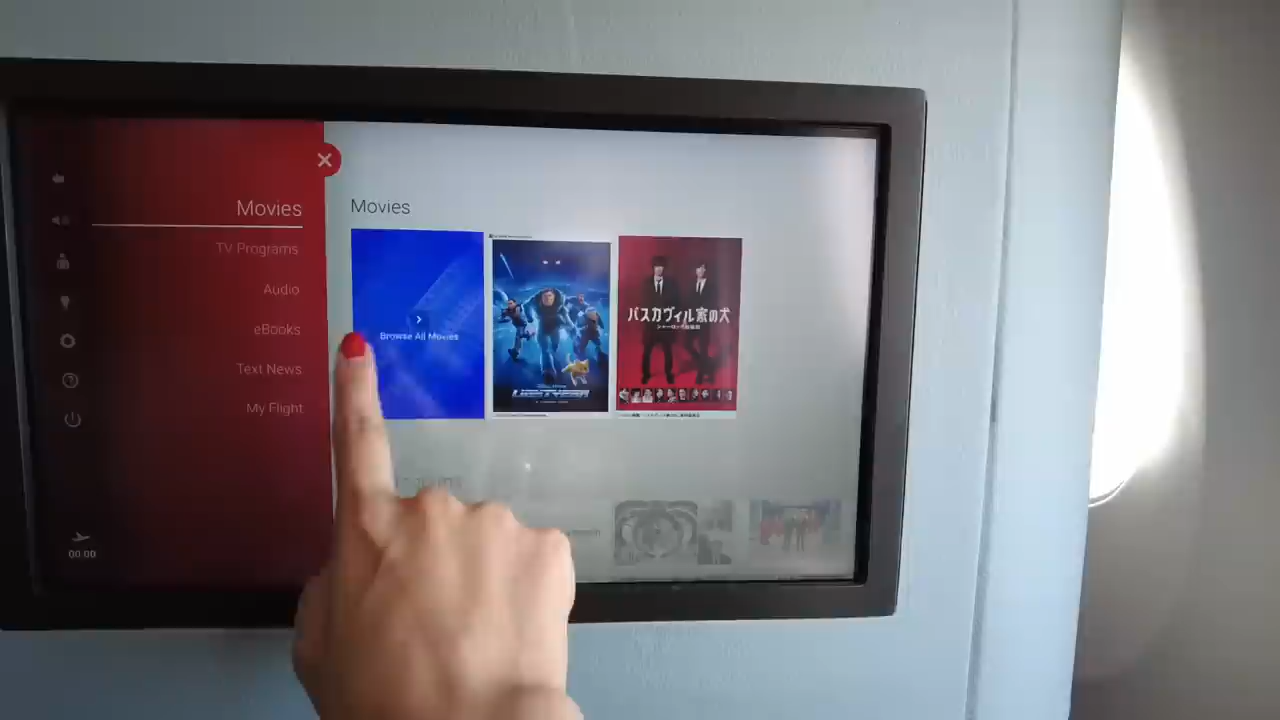 Movies
TV Programs
Audio
eBooks
Text News
My Flight
00:00
Movies
Browse All Movies
LIGHTYEAR
バスカヴィル家の犬